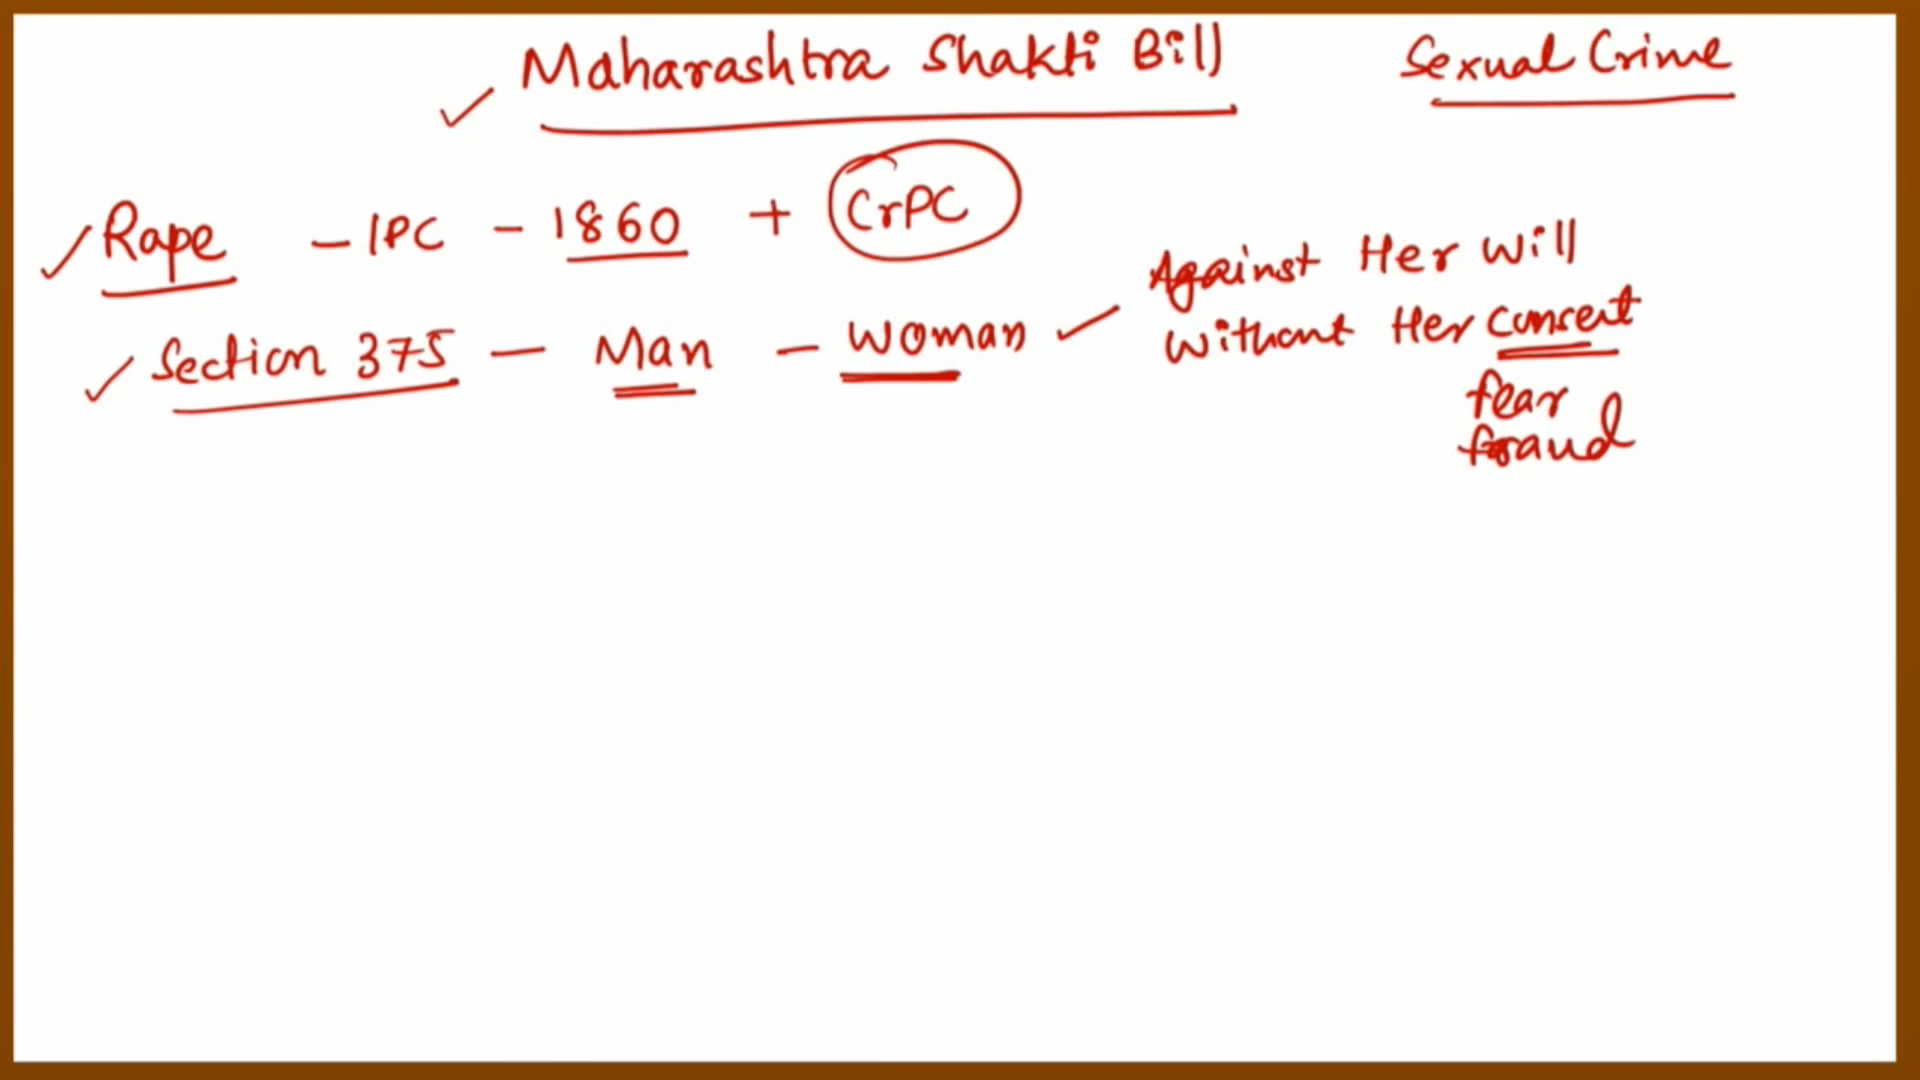 Maharashtra Shakti Bill
Sexual Crime
Rape - IPC - 1860 + CrPC
Section 375 - Man - Woman
Against Her will
without Her consent
fear
fraud